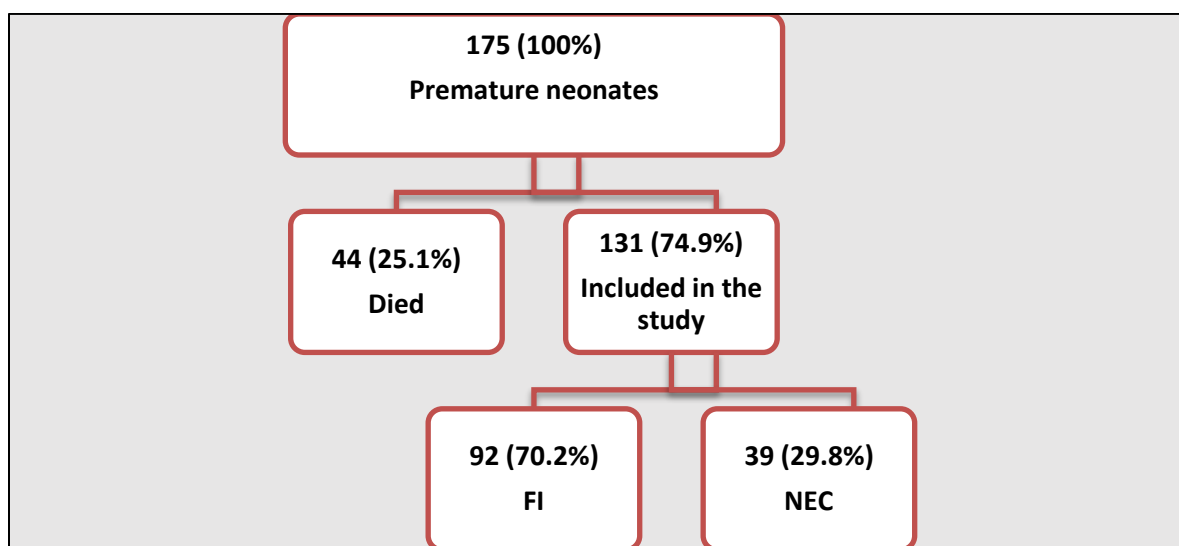 175 (100%)
Premature neonates
44 (25.1%)
Died
131 (74.9%)
Included in the
study
92 (70.2%)
FI
39 (29.8%)
NEC